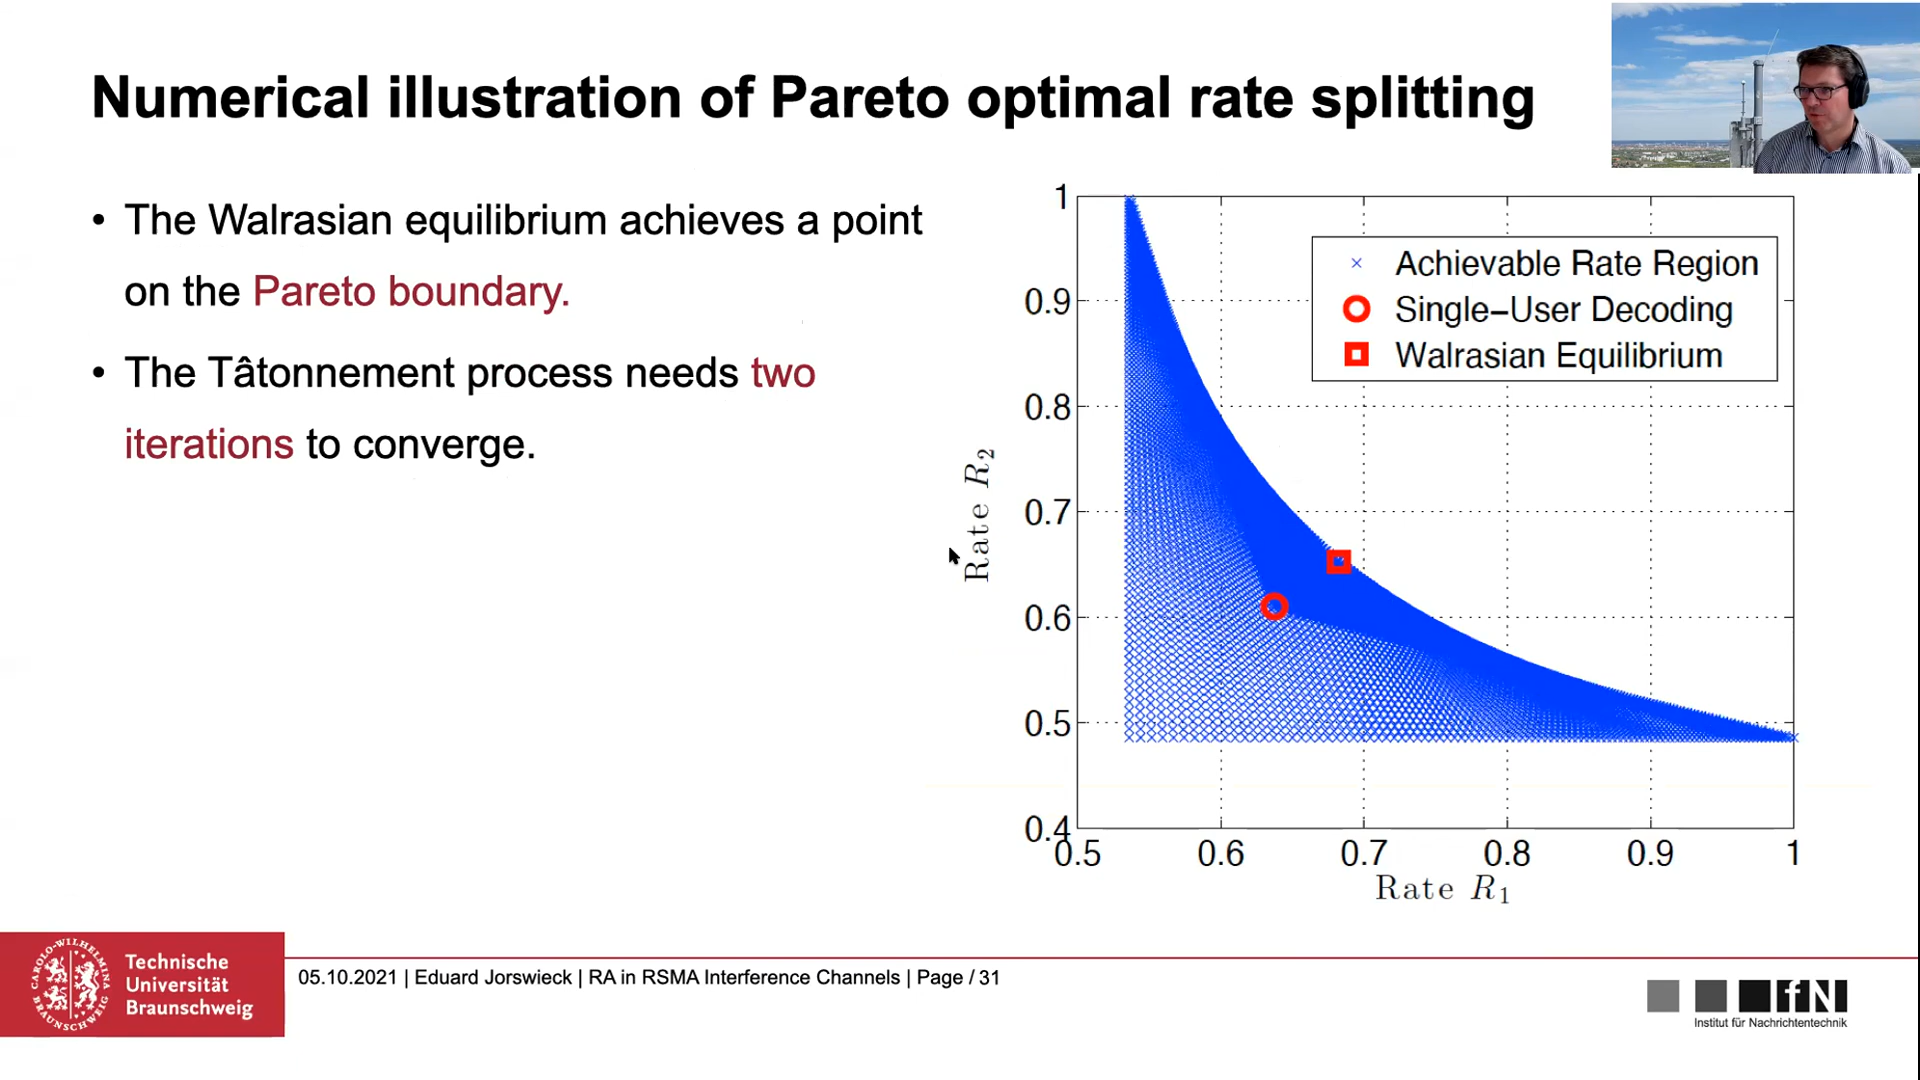 Numerical illustration of Pareto optimal rate splitting
• The Walrasian equilibrium achieves a point
on the Pareto boundary.
• The Tâtonnement process needs two
iterations to converge.
1
0.9
0.8
0.7
0.6
0.5
0.4
Rate R₂
Achievable Rate Region
Single−User Decoding
Walrasian Equilibrium
0.5 0.6 0.7 0.8 0.9 1
Rate R₁
CAROLO-WILHELMINA
BRAUNSCHWEIG
Technische
Universität
Braunschweig
05.10.2021 | Eduard Jorswieck | RA in RSMA Interference Channels | Page / 31
IfN
Institut für Nachrichtentechnik